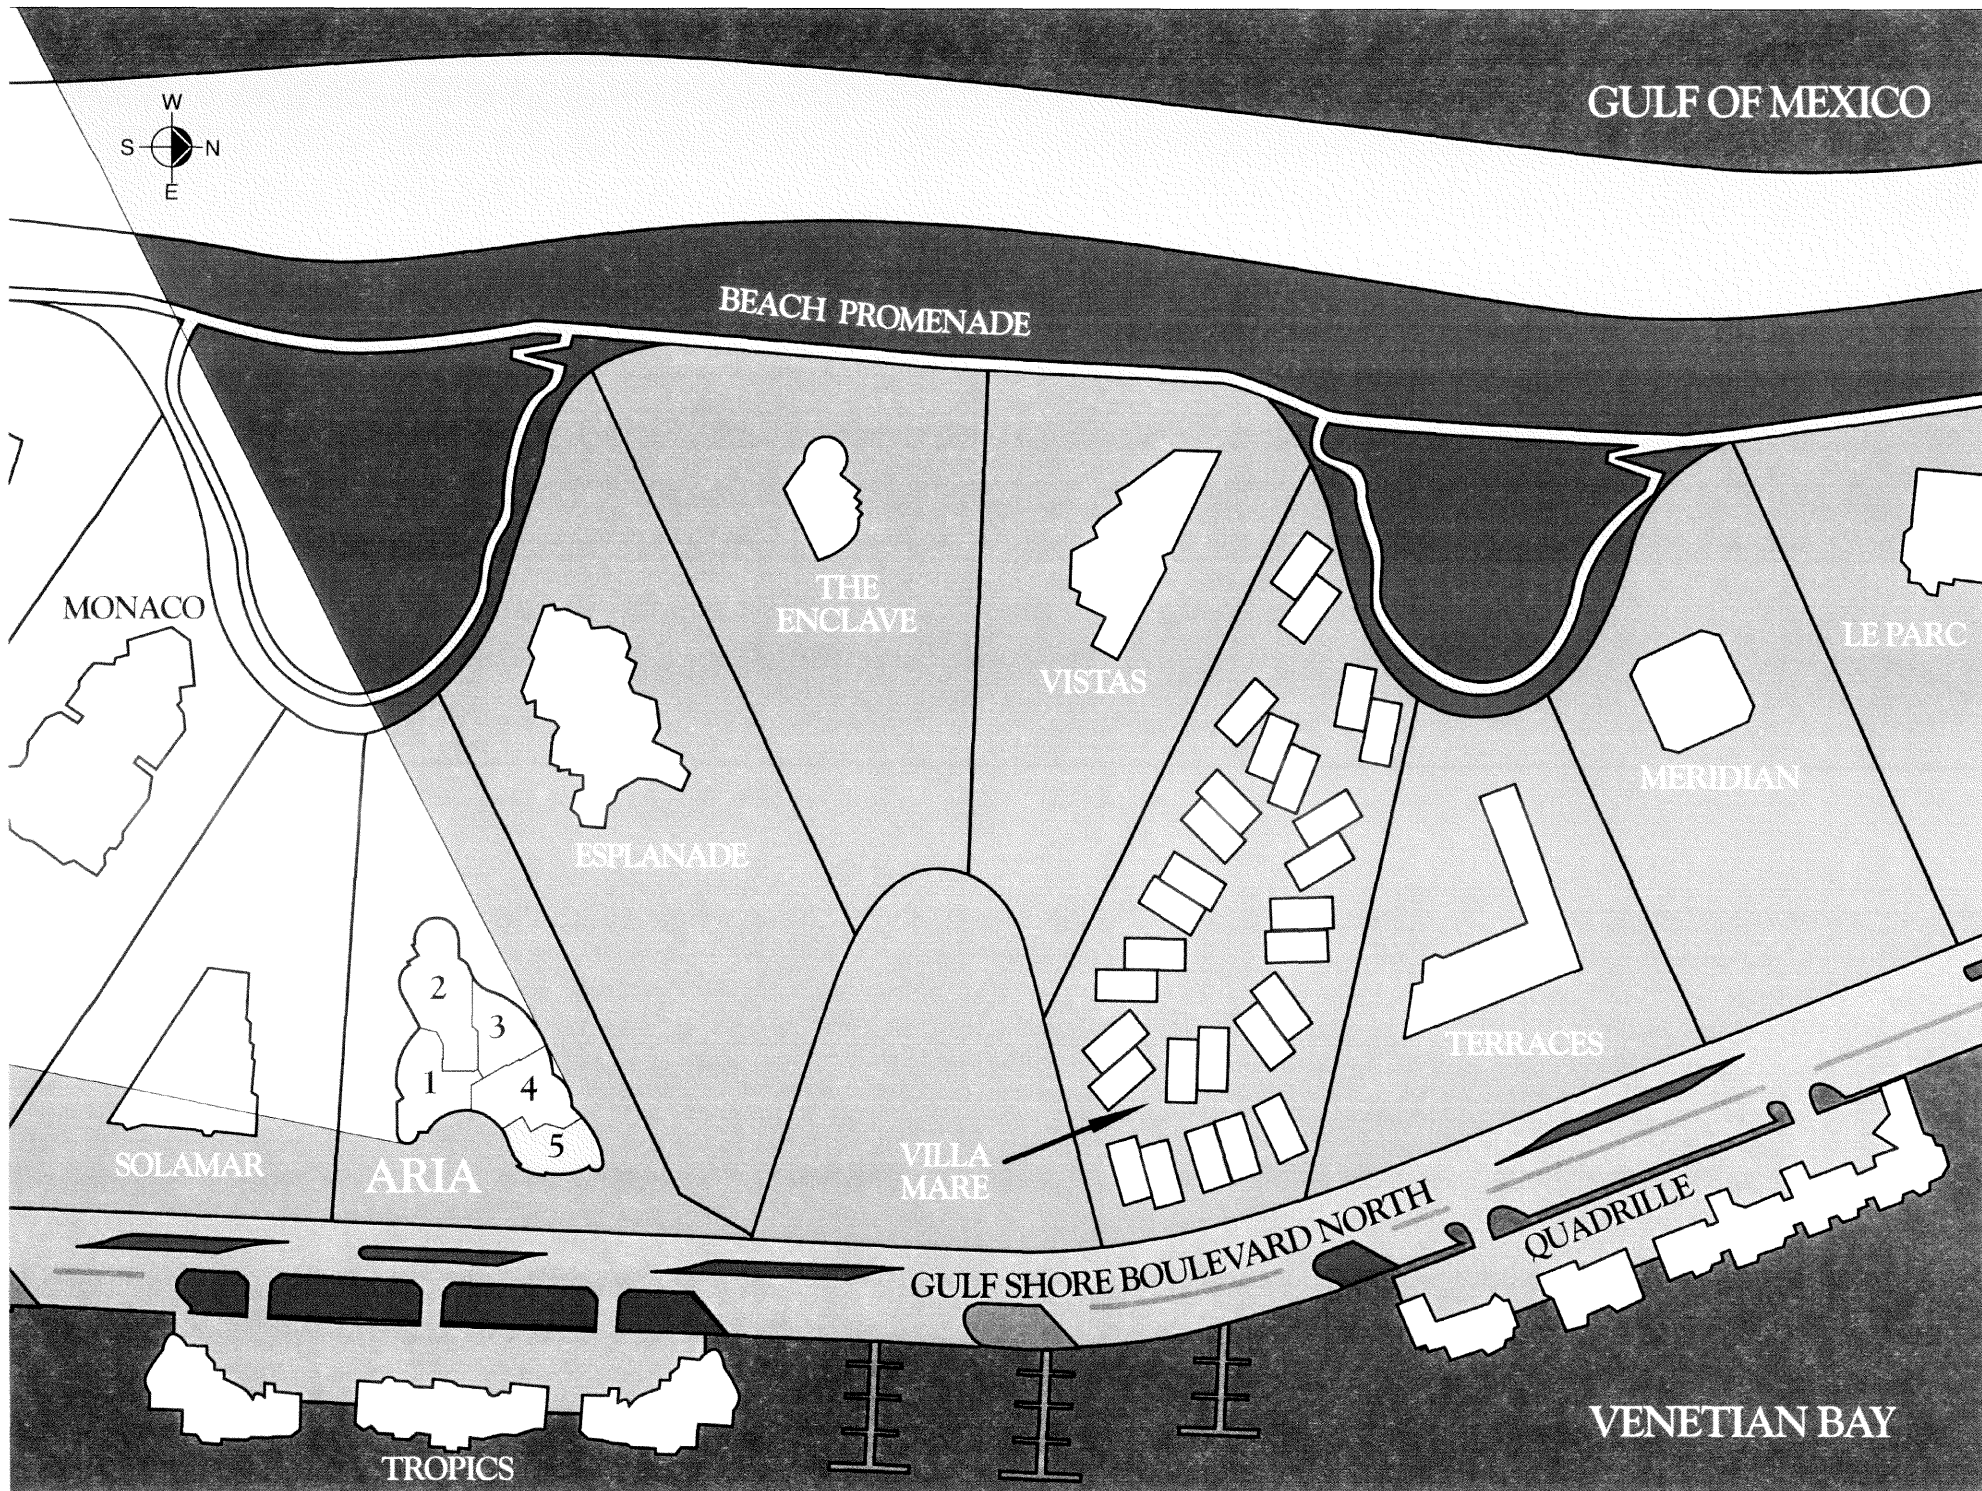 GULF OF MEXICO
W
S N
E
BEACH PROMENADE
MONACO
THE
ENCLAVE
LE PARC
VISTAS
MERIDIAN
ESPLANADE
2
3
1
4
5
TERRACES
SOLAMAR
ARIA
VILLA
MARE
QUADRILLE
GULF SHORE BOULEVARD NORTH
VENETIAN BAY
TROPICS